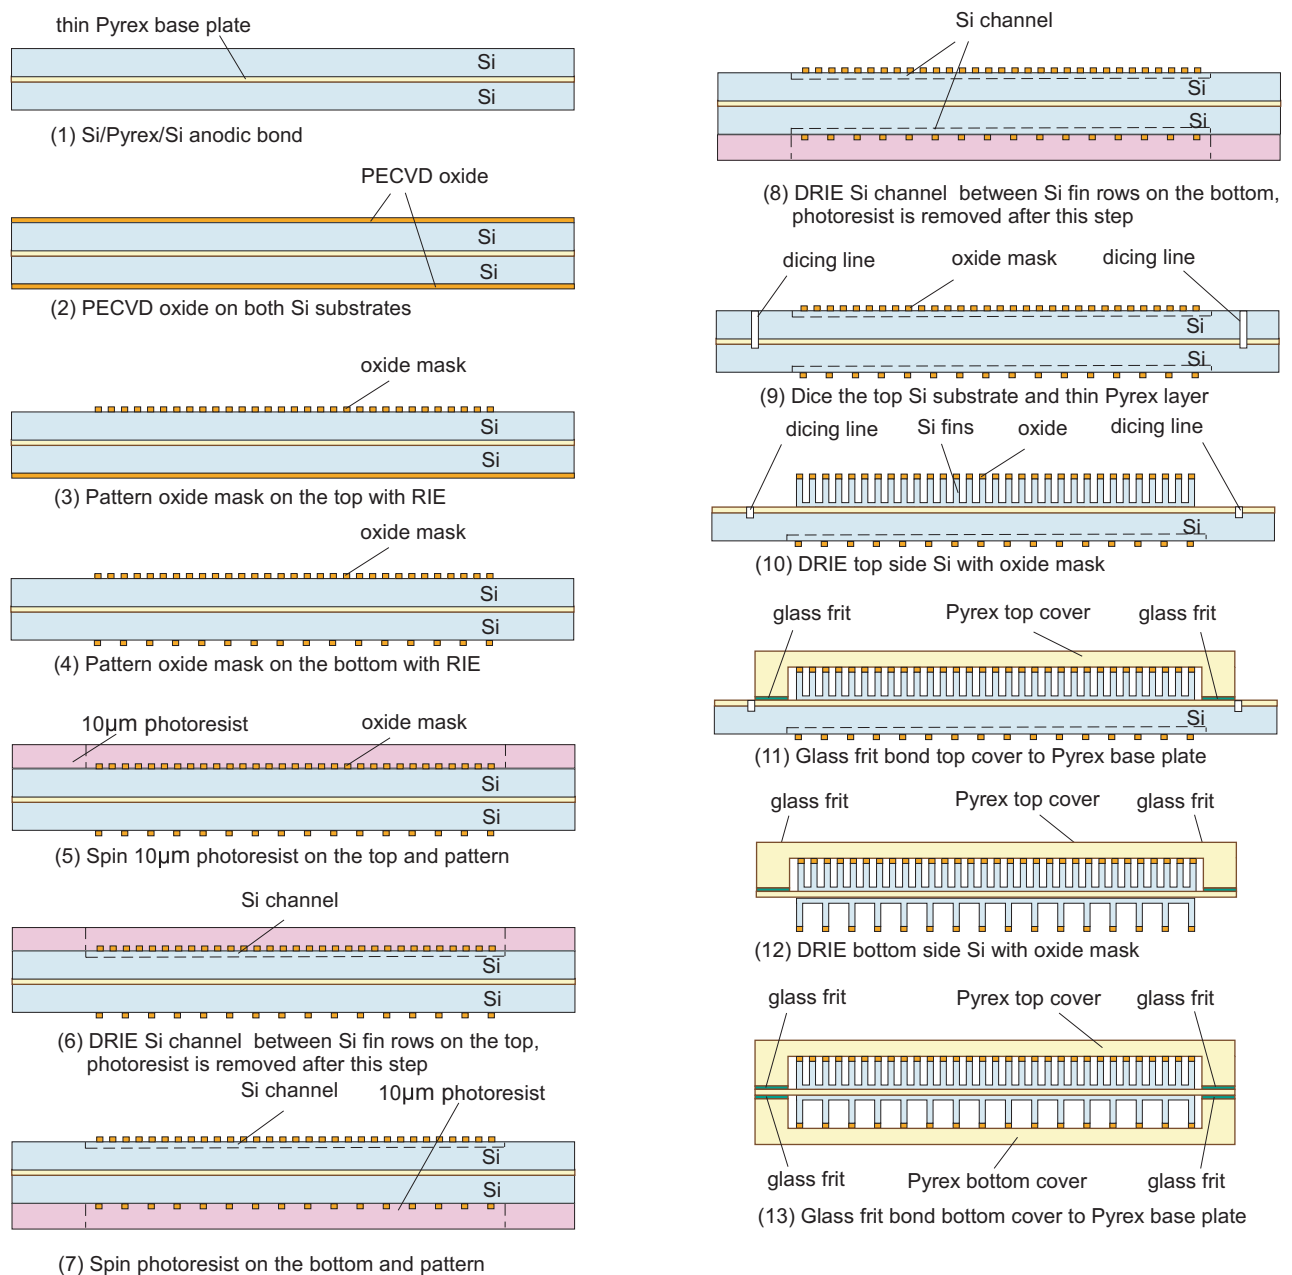 thin Pyrex base plate
Si
Si
(1) Si/Pyrex/Si anodic bond
PECVD oxide
Si
Si
(2) PECVD oxide on both Si substrates
oxide mask
Si
Si
(3) Pattern oxide mask on the top with RIE
oxide mask
Si
Si
(4) Pattern oxide mask on the bottom with RIE
10μm photoresist
oxide mask
Si
Si
(5) Spin 10μm photoresist on the top and pattern
Si channel
Si
Si
(6) DRIE Si channel between Si fin rows on the top,
photoresist is removed after this step
Si channel
10μm photoresist
Si
Si
(7) Spin photoresist on the bottom and pattern
Si channel
Si
Si
(8) DRIE Si channel between Si fin rows on the bottom,
photoresist is removed after this step
dicing line
oxide mask
dicing line
Si
Si
(9) Dice the top Si substrate and thin Pyrex layer
dicing line
Si fins
oxide
dicing line
Si
(10) DRIE top side Si with oxide mask
glass frit
Pyrex top cover
glass frit
Si
(11) Glass frit bond top cover to Pyrex base plate
glass frit
Pyrex top cover
glass frit
(12) DRIE bottom side Si with oxide mask
glass frit
Pyrex top cover
glass frit
glass frit
Pyrex bottom cover
glass frit
(13) Glass frit bond bottom cover to Pyrex base plate